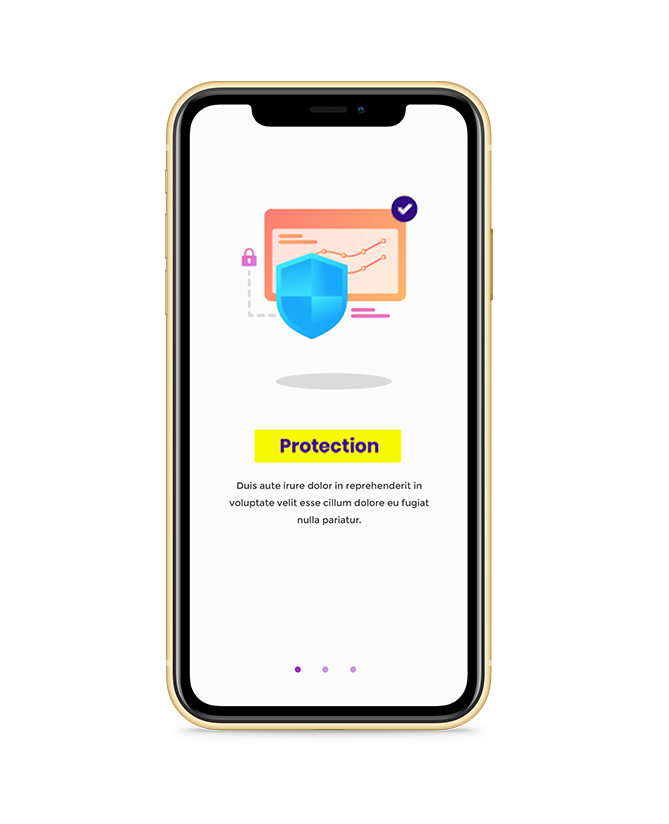 Protection
Duis aute irure dolor in reprehenderit in
voluptate velit esse cillum dolore eu fugiat
nulla pariatur.